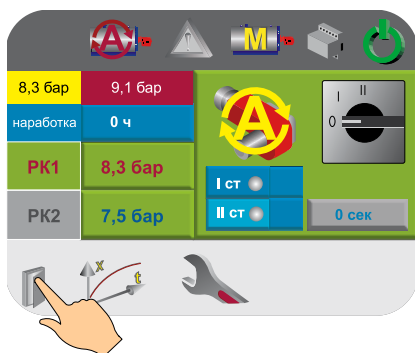 A
M
8,3 бар 9,1 бар
наработка 0 ч
A
I II
0
РК1 8,3 бар
I ст
РК2 7,5 бар
II ст 0 сек
x
t